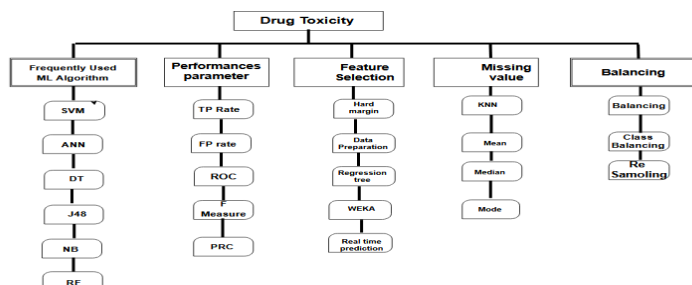 Drug Toxicity
Frequently Used
ML Algorithm
Performances
parameter
Feature
Selection
Missing
value
Balancing
SVM
ANN
DT
J48
NB
RF
TP Rate
FP rate
ROC
F
Measure
PRC
Hard
margin
Data
Preparation
Regression
tree
WEKA
Real time
prediction
KNN
Mean
Median
Mode
Balancing
Class
Balancing
Re
Samoling